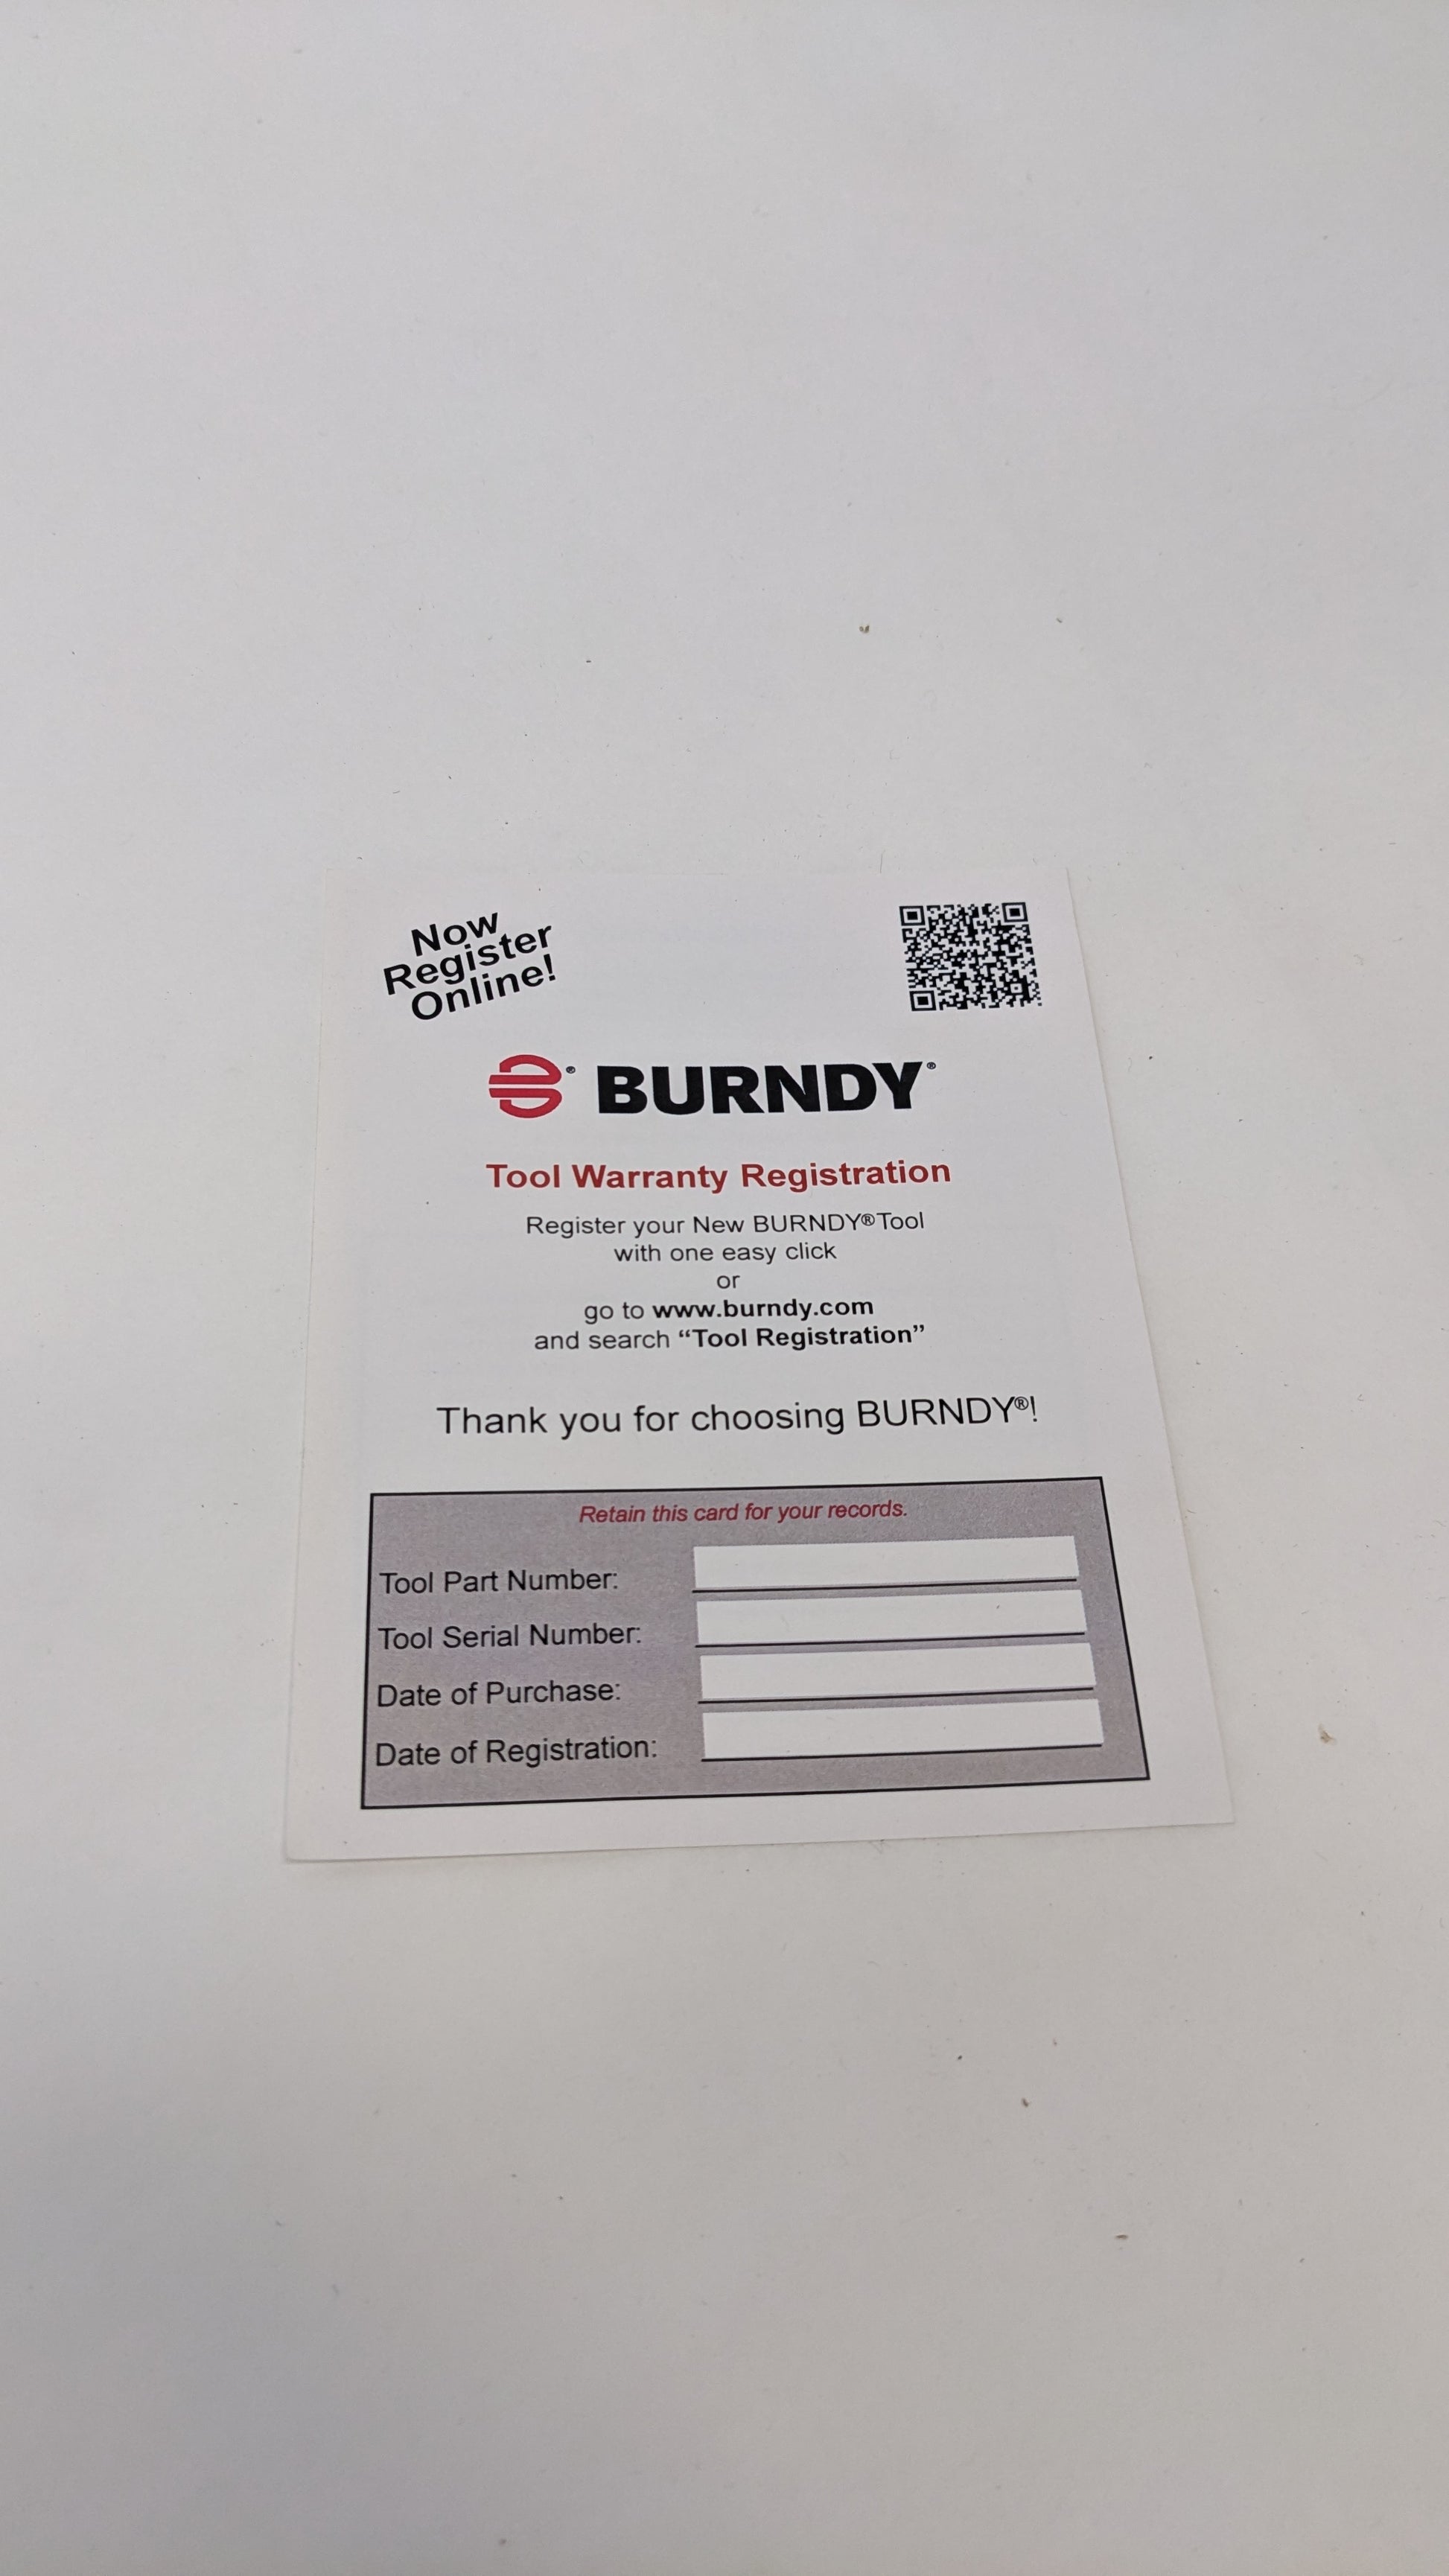 Now
Register
Online!
BURNDY®
Tool Warranty Registration
Register your New BURNDY® Tool
with one easy click
or
go to www.burndy.com
and search “Tool Registration”
Thank you for choosing BURNDY®!
Retain this card for your records.
Tool Part Number:
Tool Serial Number:
Date of Purchase:
Date of Registration: